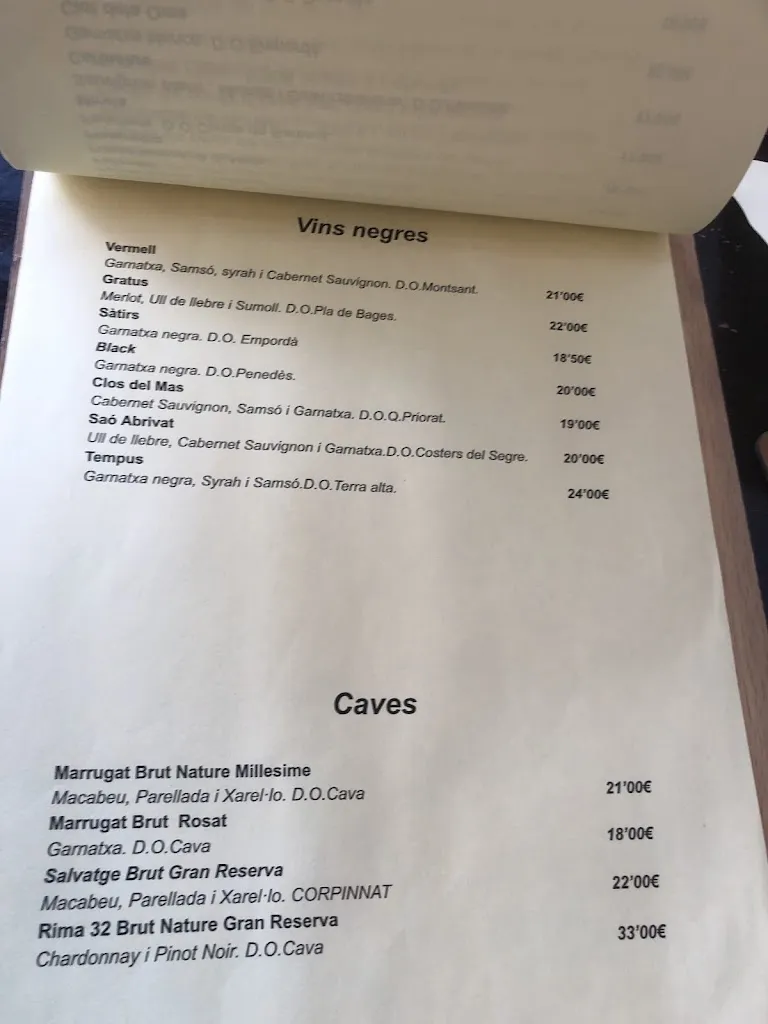 Vins negres
Vermell
Garnatxa, Samsó, syrah i Cabernet Sauvignon. D.O.Montsant. 21'00€
Gratus
Merlot, Ull de llebre i Sumoll. D.O.Pla de Bages. 22'00€
Sàtirs
Garnatxa negra. D.O. Empordà 18'50€
Black
Garnatxa negra. D.O.Penedès. 20'00€
Clos del Mas
Cabernet Sauvignon, Samsó i Garnatxa. D.O.Q.Priorat. 19'00€
Saó Abrivat
Ull de llebre, Cabernet Sauvignon i Garnatxa.D.O.Costers del Segre. 20'00€
Tempus
Garnatxa negra, Syrah i Samsó.D.O.Terra alta. 24'00€
Caves
Marrugat Brut Nature Millesime
Macabeu, Parellada i Xarel·lo. D.O.Cava 21'00€
Marrugat Brut Rosat
Garnatxa. D.O.Cava 18'00€
Salvatge Brut Gran Reserva
Macabeu, Parellada i Xarel·lo. CORPINNAT 22'00€
Rima 32 Brut Nature Gran Reserva
Chardonnay i Pinot Noir. D.O.Cava 33'00€